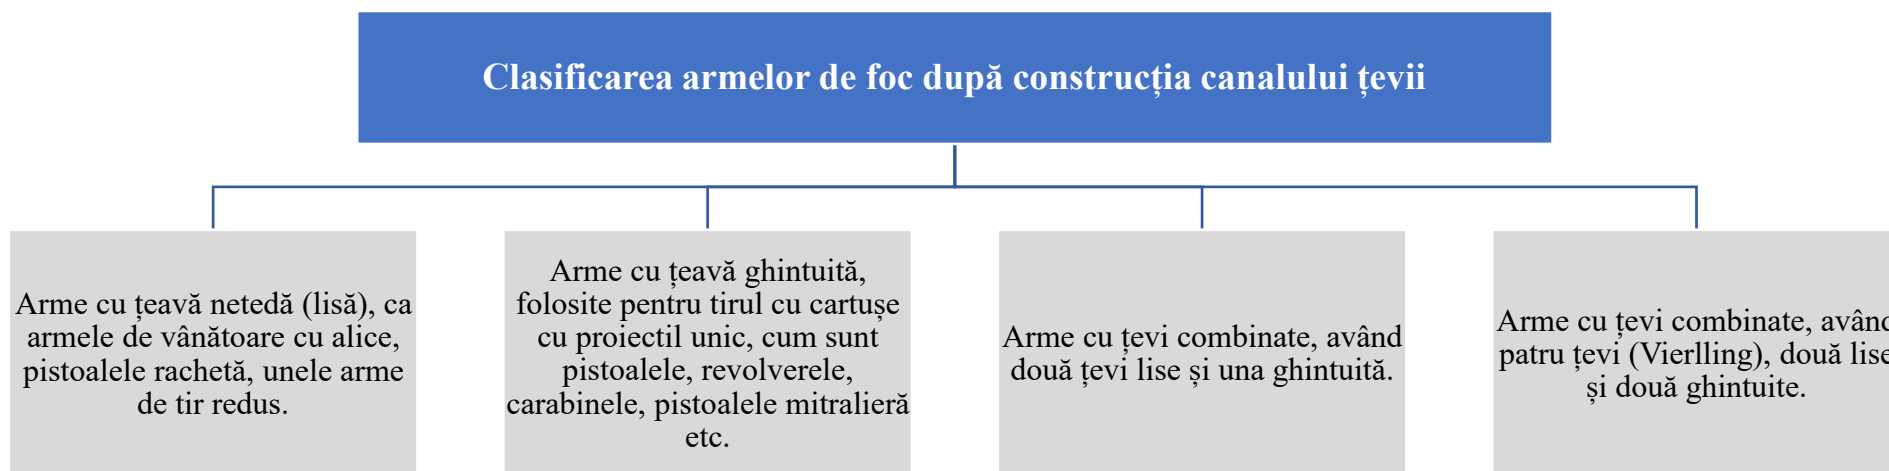 Clasificarea armelor de foc după construcția canalului țevii
Arme cu țeavă netedă (lisă), ca
armele de vânătoare cu alice,
pistoalele rachetă, unele arme
de tir redus.
Arme cu țeavă ghintuită,
folosite pentru tirul cu cartușe
cu proiectil unic, cum sunt
pistoalele, revolverele,
carabinele, pistoalele mitralieră
etc.
Arme cu țevi combinate, având
două țevi lise și una ghintuită.
Arme cu țevi combinate, având
patru țevi (Vierlling), două lise
și două ghintuite.